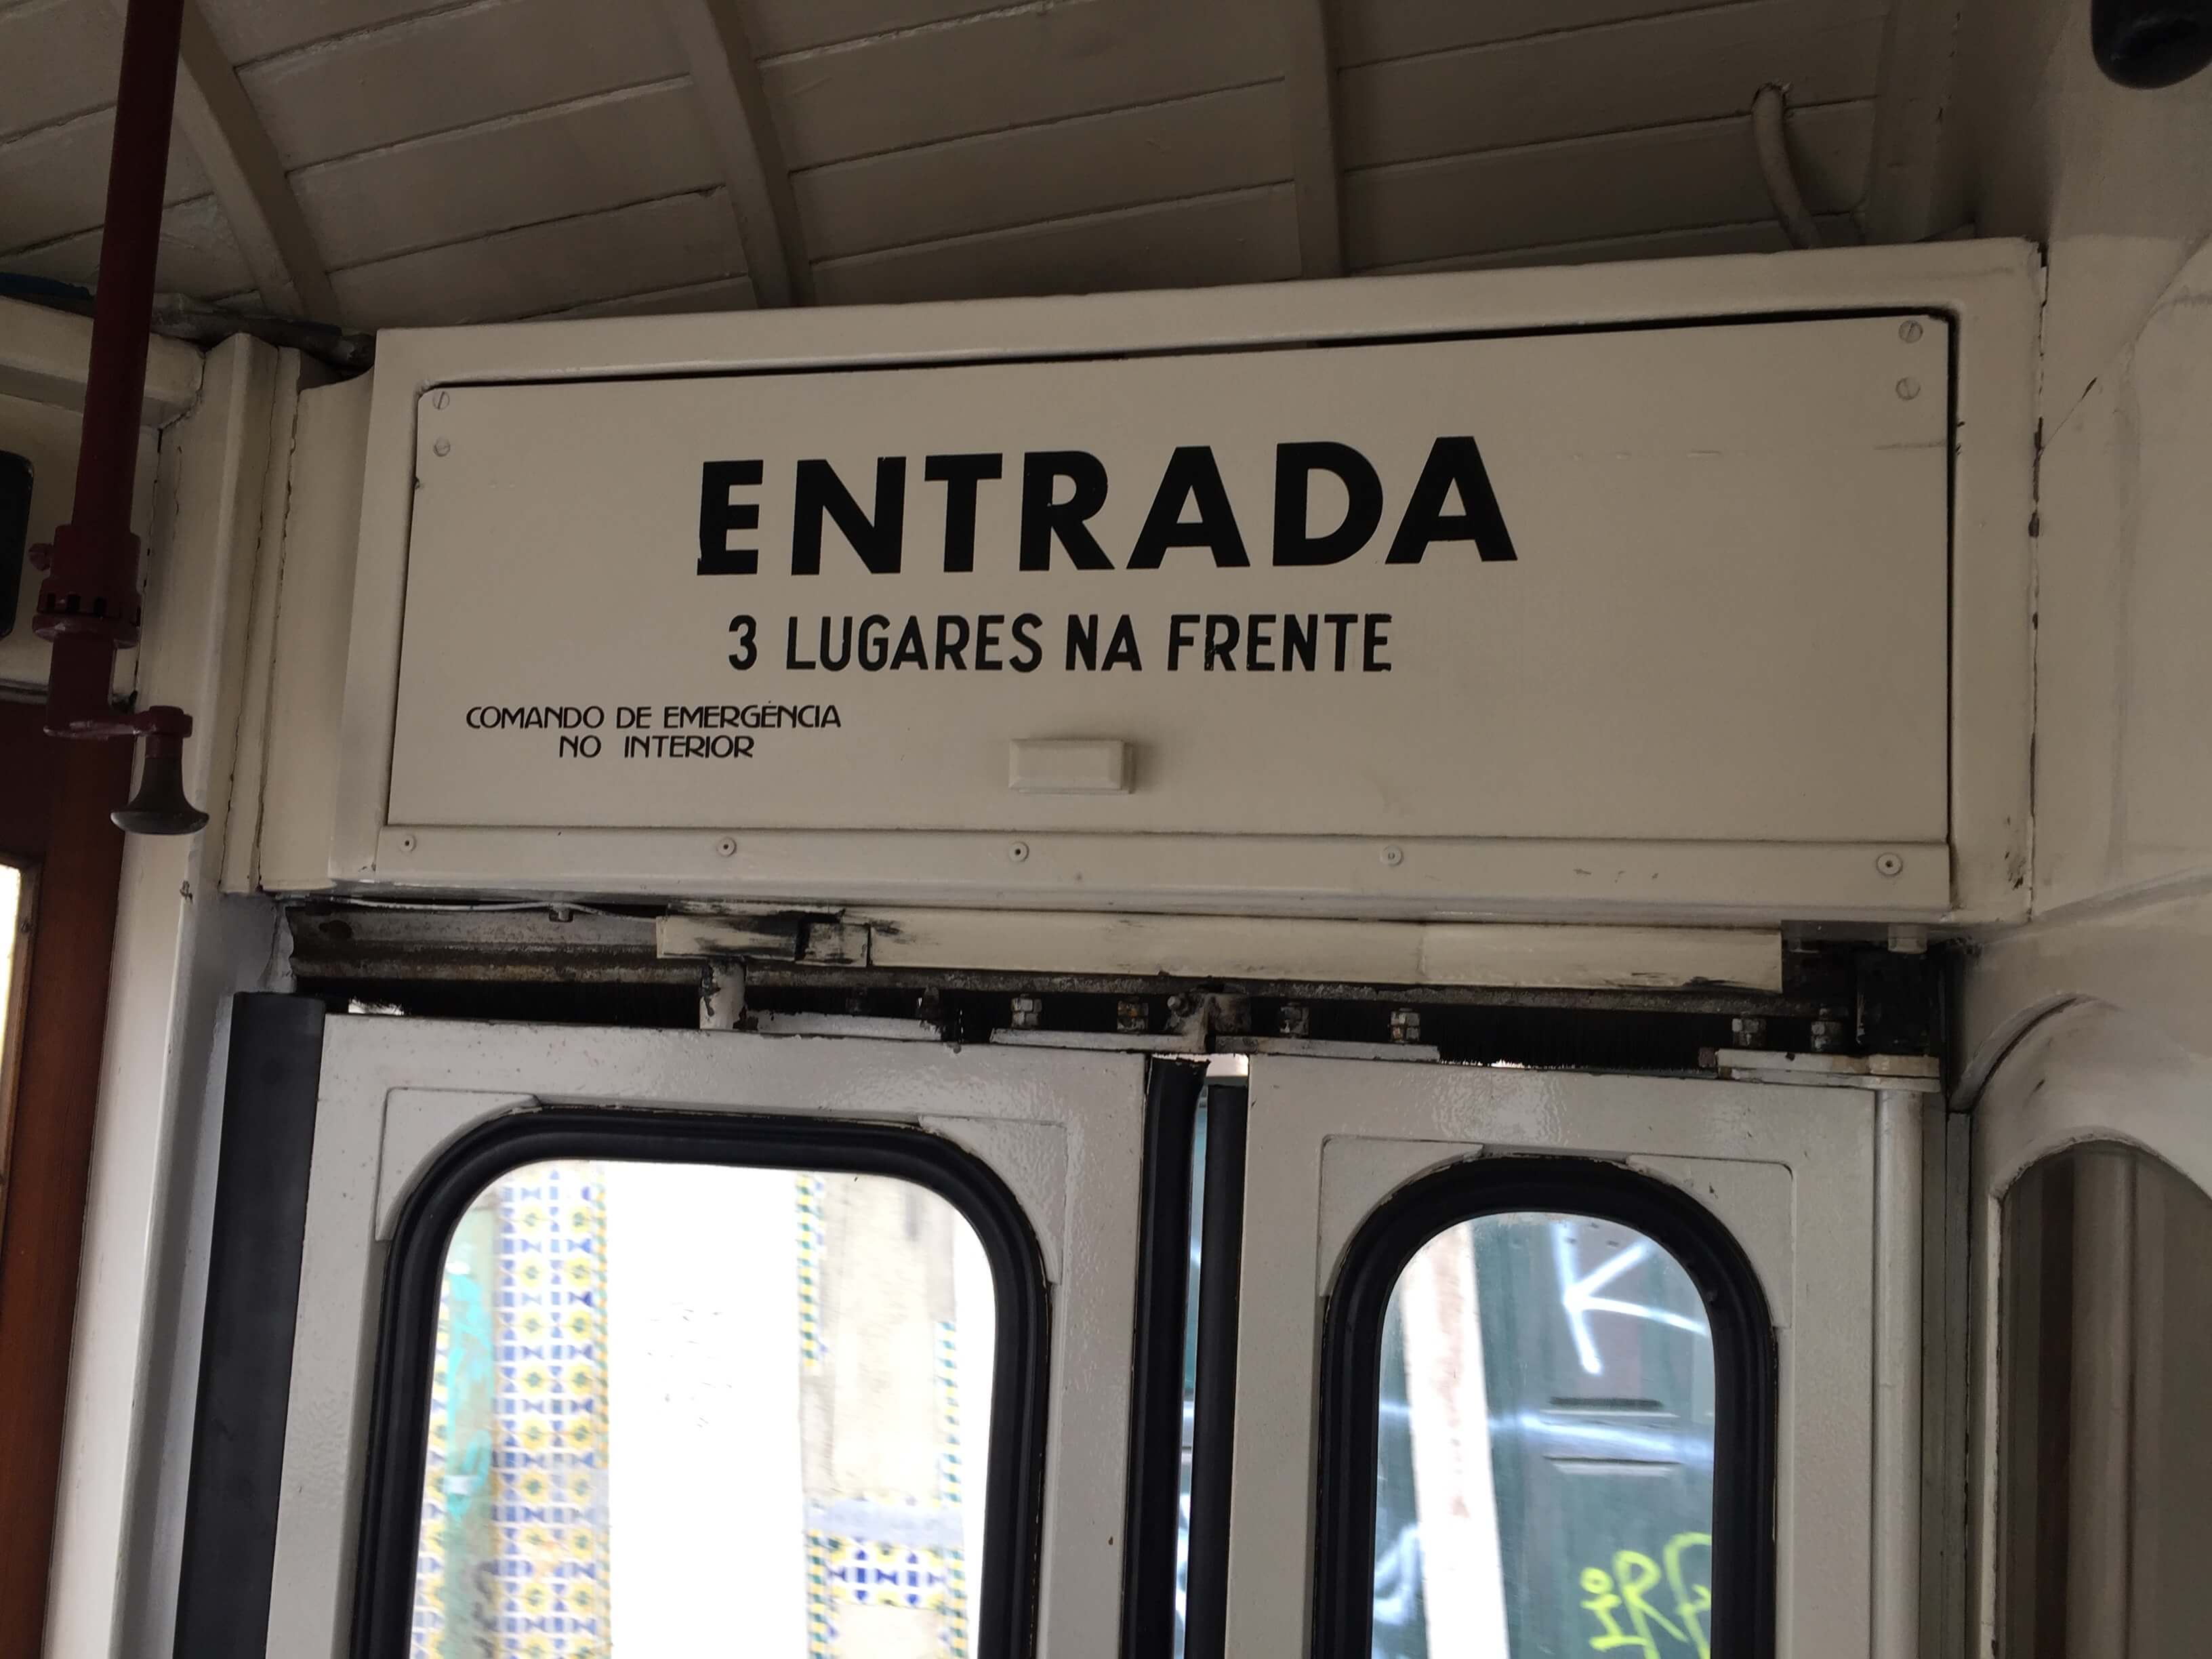 ENTRADA
3 LUGARES NA FRENTE
COMANDO DE EMERGÊNCIA
NO INTERIOR